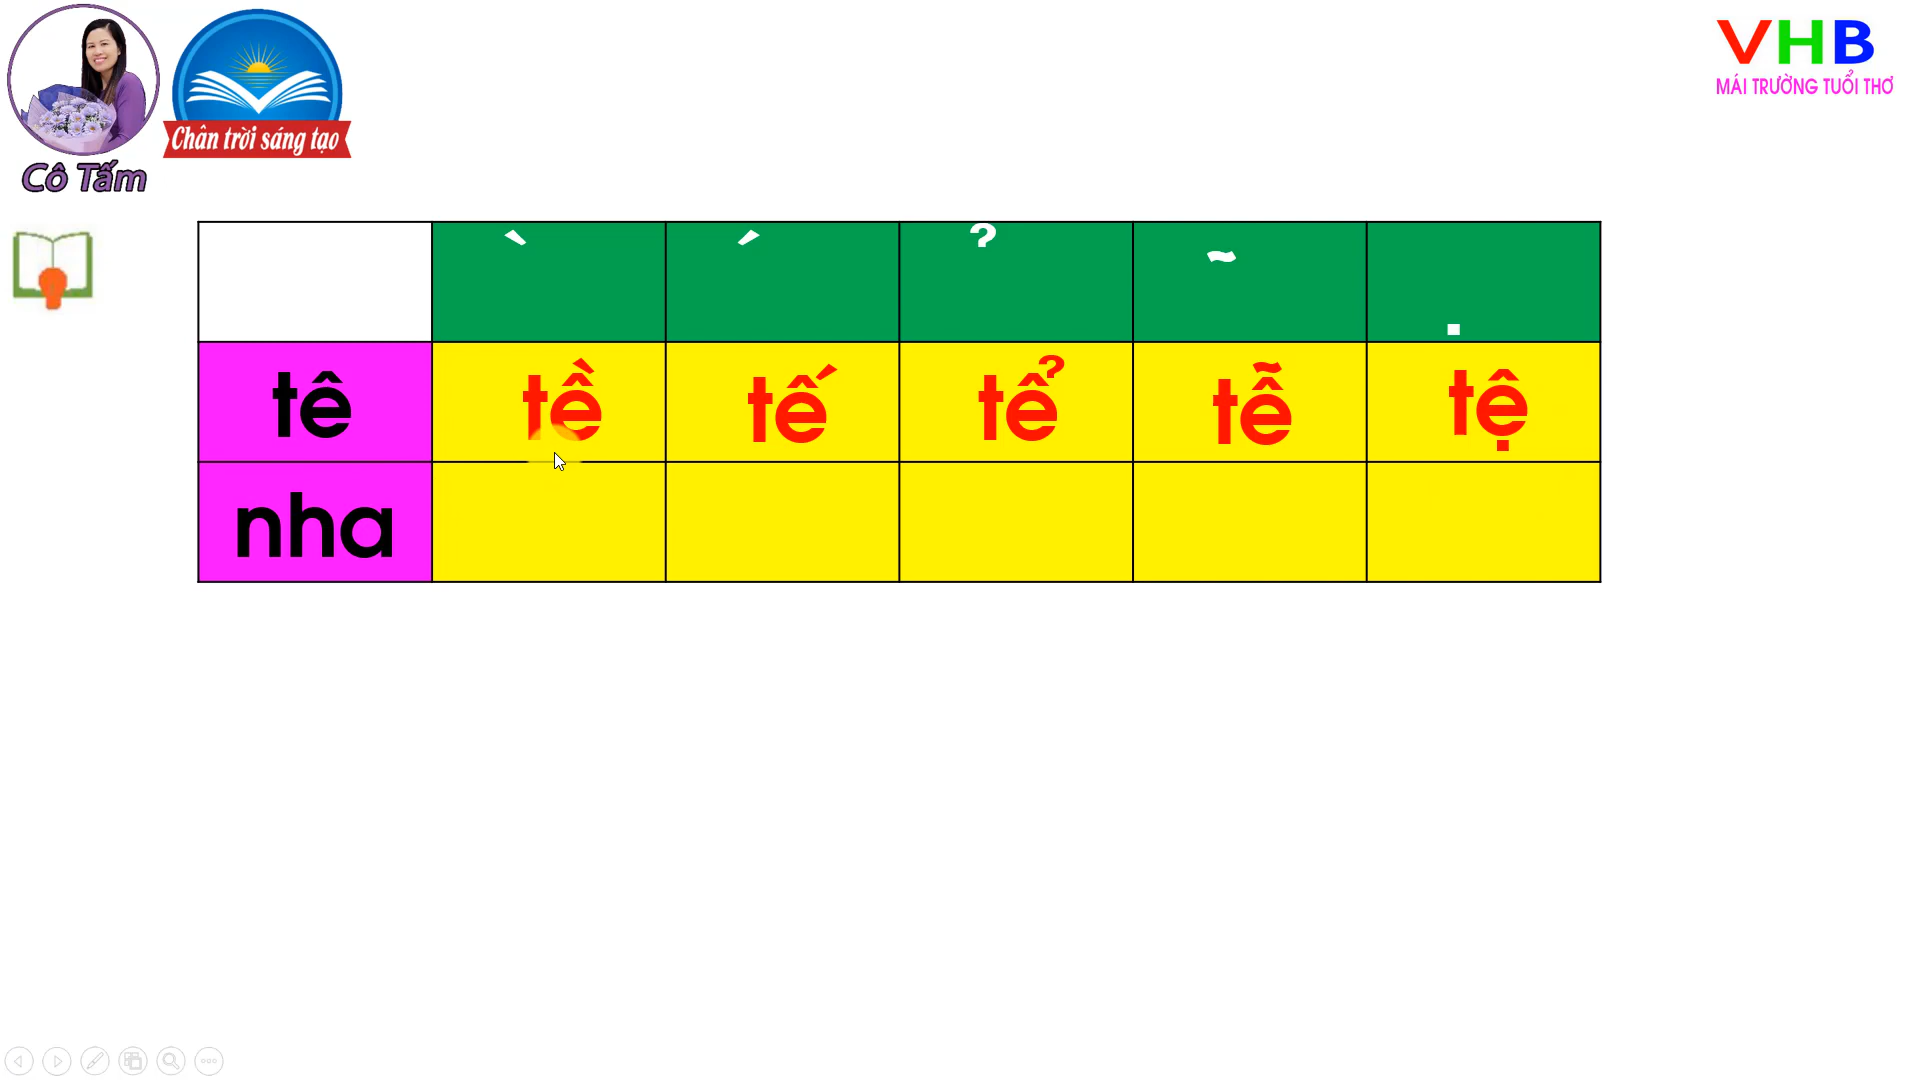 Cô Tấm
Chân trời sáng tạo
VHB
MÁI TRƯỜNG TUỔI THƠ
` ´ ? ~ .
tê tề tế tể tễ tệ
nha